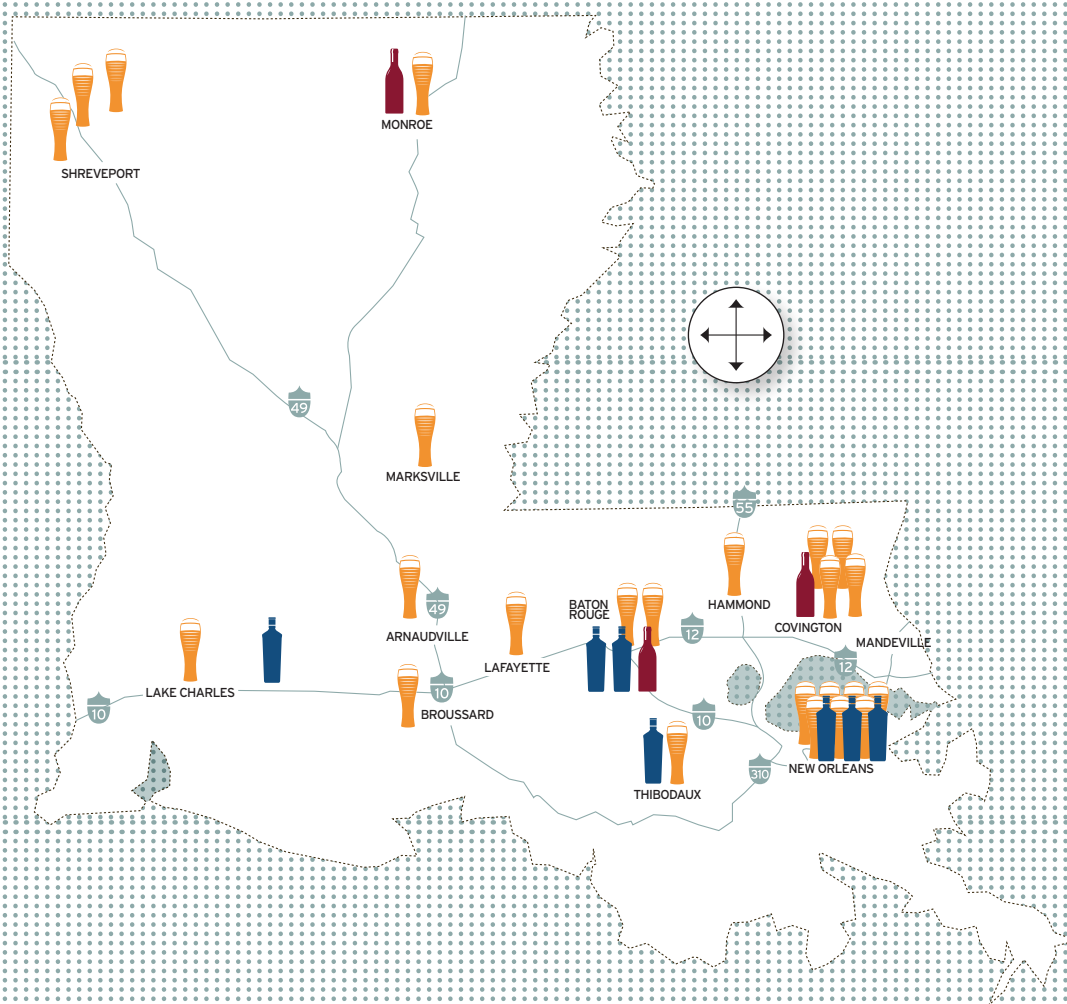 MONROE
SHREVEPORT
49
MARKSVILLE
55
49
ARNAUDVILLE
LAFAYETTE
BATON
ROUGE
12
HAMMOND
COVINGTON
MANDEVILLE
12
LAKE CHARLES
10
10
BROUSSARD
10
THIBODAUX
310
NEW ORLEANS